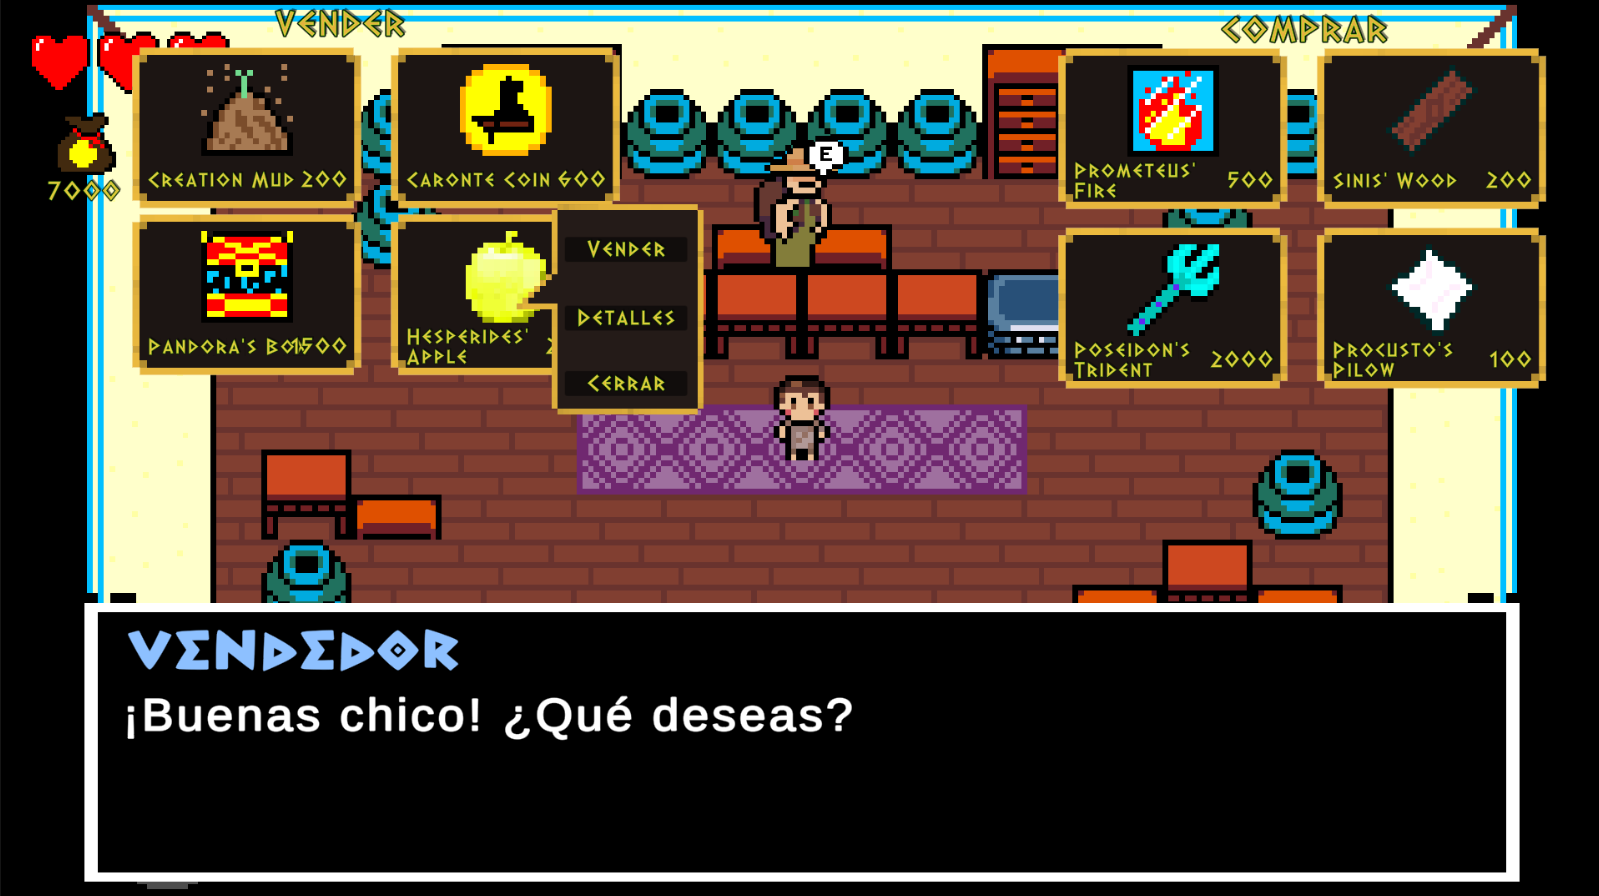 VENDER
COMPRAR
7000
CREATION MUD 200
CARONTE COIN 600
PROMETEUS'
FIRE 500
SINIS' WOOD 200
E
PANDORA'S BOX 1500
HESPERIDES'
APPLE
VENDER
DETALLES
CERRAR
POSEIDON'S
TRIDENT 2000
PROCUSTO'S
PILOW 100
VENDEDOR
¡Buenas chico! ¿Qué deseas?